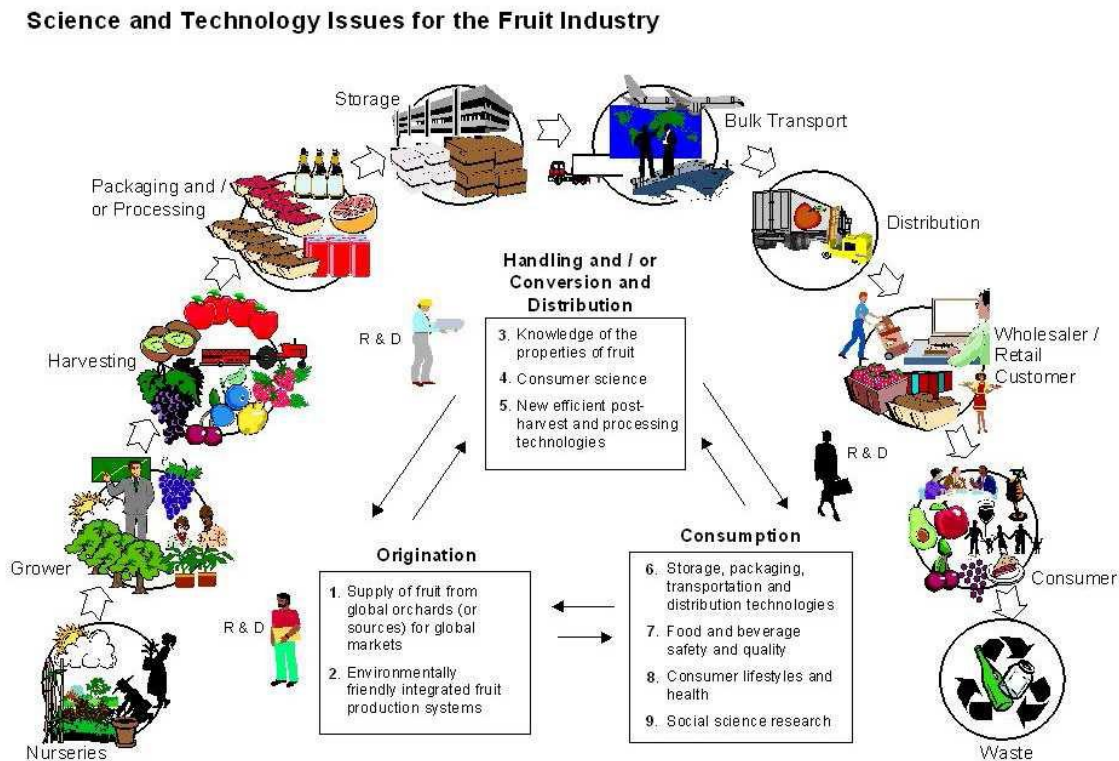 Science and Technology Issues for the Fruit Industry
Storage
Bulk Transport
Packaging and /
or Processing
Distribution
Harvesting
Wholesaler /
Retail
Customer
Grower
Consumer
Nurseries
Waste
Handling and / or
Conversion and
Distribution
R & D
3. Knowledge of the
properties of fruit
4. Consumer science
5. New efficient post-
harvest and processing
technologies
R & D
Origination
R & D
1. Supply of fruit from
global orchards (or
sources) for global
markets
2. Environmentally
friendly integrated fruit
production systems
Consumption
6. Storage, packaging,
transportation and
distribution technologies
7. Food and beverage
safety and quality
8. Consumer lifestyles and
health
9. Social science research